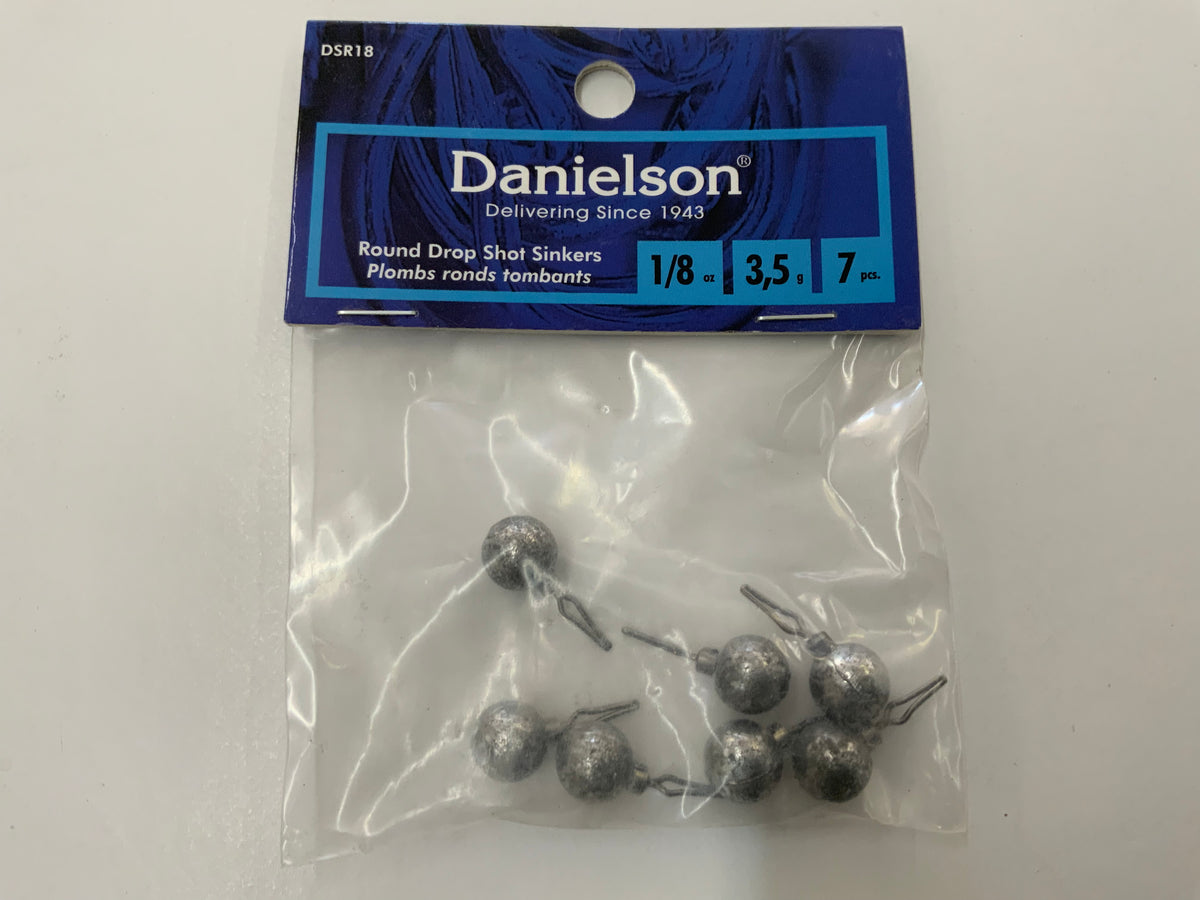 DSR18
Danielson®
Delivering Since 1943
Round Drop Shot Sinkers
Plombs ronds tombants
1/8 oz
3,5 g
7 pcs.